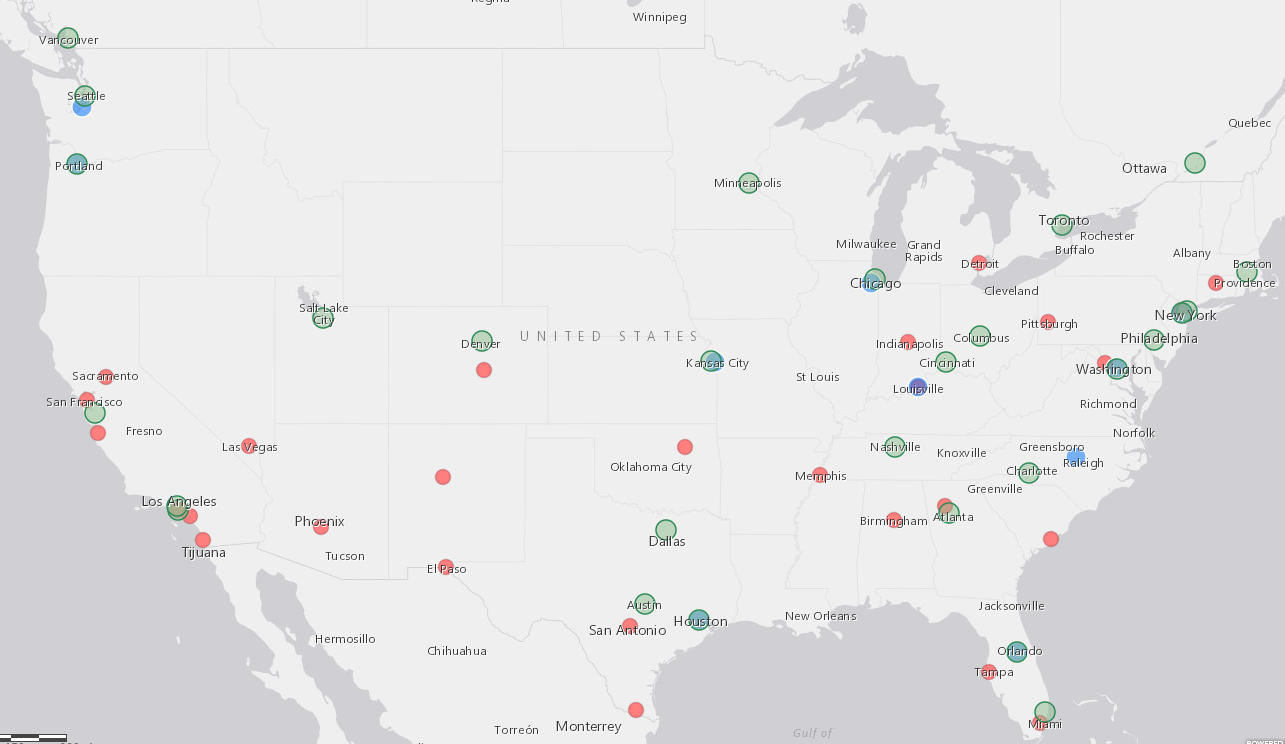 Regina
Winnipeg
Vancouver
Seattle
Quebec
Portland
Ottawa
Minneapolis
Toronto
Rochester
Milwaukee
Grand
Rapids
Buffalo
Albany
Detroit
Boston
Chicago
Providence
Cleveland
Salt Lake
City
New York
Pittsburgh
UNITED STATES
Denver
Indianapolis
Columbus
Philadelphia
Kansas City
Cincinnati
Washington
Sacramento
St Louis
Louisville
San Francisco
Richmond
Fresno
Norfolk
Las Vegas
Nashville
Knoxville
Greensboro
Raleigh
Oklahoma City
Memphis
Charlotte
Greenville
Los Angeles
Phoenix
Birmingham
Atlanta
Dallas
Tijuana
Tucson
El Paso
Austin
Jacksonville
New Orleans
Houston
San Antonio
Hermosillo
Chihuahua
Orlando
Tampa
Miami
Monterrey
Torreón
Gulf of
POWERED